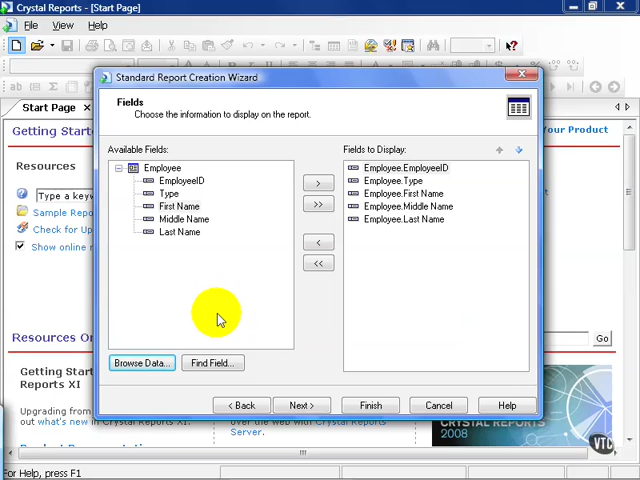 Crystal Reports - [Start Page]
File View Help
Start Page
Getting Starte
Your Product
Resources
Type a keyw
Sample Repo
Check for Up
Show online r
Resources On
Go
Getting Start
Reports XI
Upgrading from
out what's new in Crystal Reports XI.
over the web with Crystal Reports
Server.
CRYSTAL REPORTS
2008
VTC
Standard Report Creation Wizard
Fields
Choose the information to display on the report.
Available Fields:
Employee
EmployeeID
Type
First Name
Middle Name
Last Name
Browse Data...
Find Field...
>
>>
<
<<
Fields to Display:
Employee.EmployeeID
Employee.Type
Employee.First Name
Employee.Middle Name
Employee.Last Name
< Back
Next >
Finish
Cancel
Help
For Help, press F1